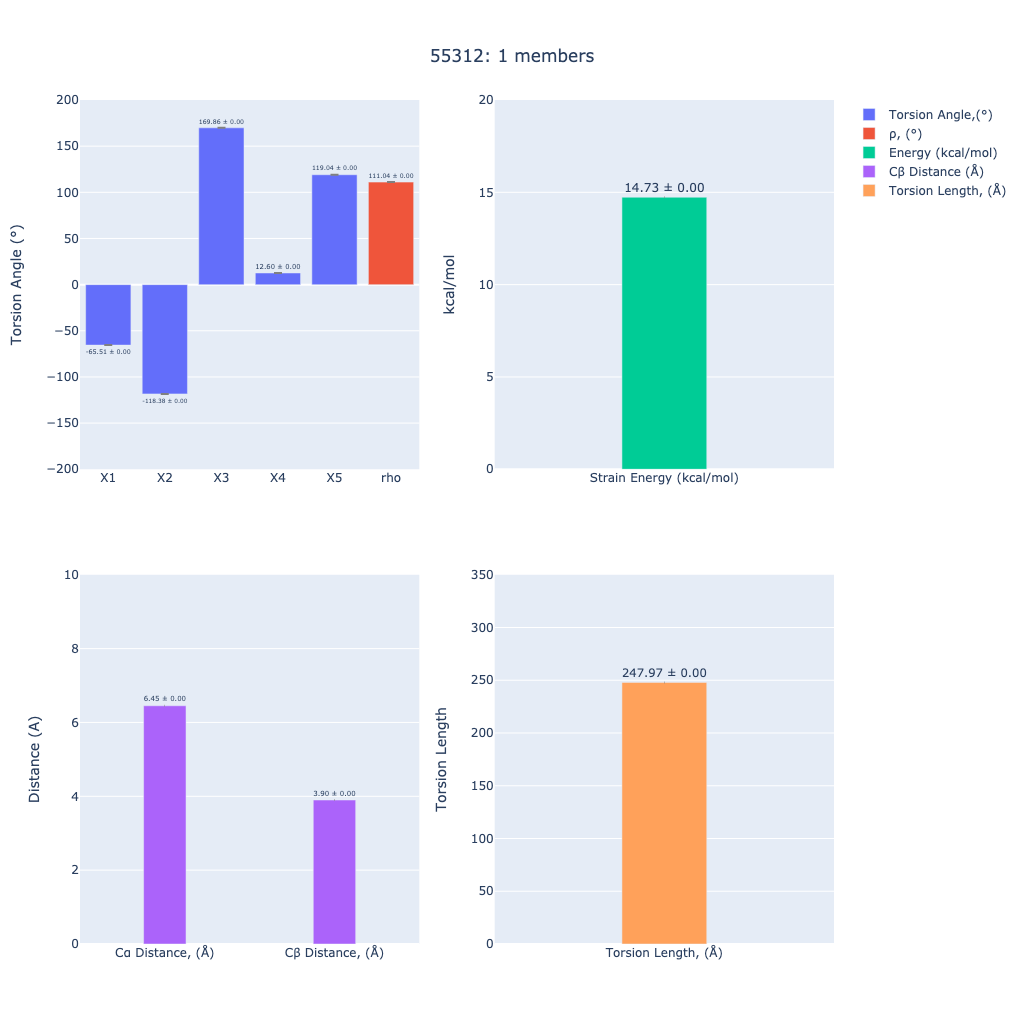 55312: 1 members
200
150
100
50
0
−50
−100
−150
−200
Torsion Angle (°)
169.86 ± 0.00
119.04 ± 0.00
111.04 ± 0.00
12.60 ± 0.00
-65.51 ± 0.00
-118.38 ± 0.00
X1 X2 X3 X4 X5 rho
20
15
10
5
0
kcal/mol
14.73 ± 0.00
Strain Energy (kcal/mol)
Torsion Angle,(°)
ρ, (°)
Energy (kcal/mol)
Cβ Distance (Å)
Torsion Length, (Å)
10
8
6
4
2
0
Distance (A)
6.45 ± 0.00
3.90 ± 0.00
Cα Distance, (Å) Cβ Distance, (Å)
350
300
250
200
150
100
50
0
Torsion Length
247.97 ± 0.00
Torsion Length, (Å)